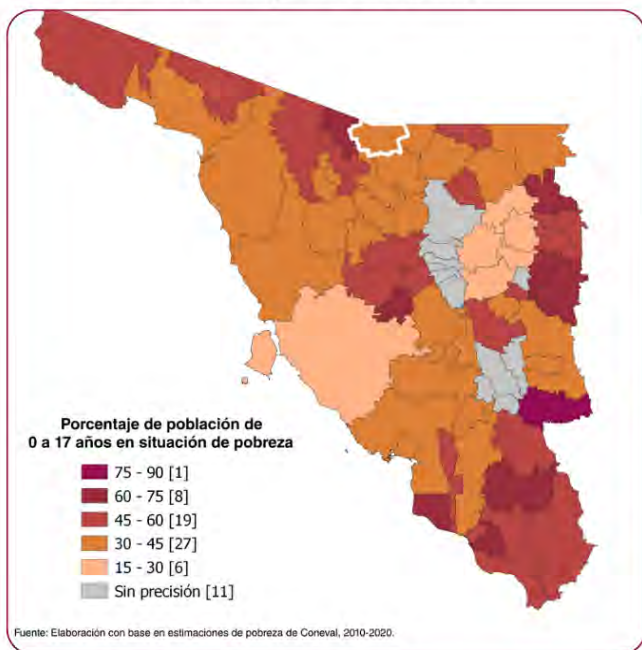 Porcentaje de población de
0 a 17 años en situación de pobreza
75 - 90 [1]
60 - 75 [8]
45 - 60 [19]
30 - 45 [27]
15 - 30 [6]
Sin precisión [11]
Fuente: Elaboración con base en estimaciones de pobreza de Coneval, 2010-2020.